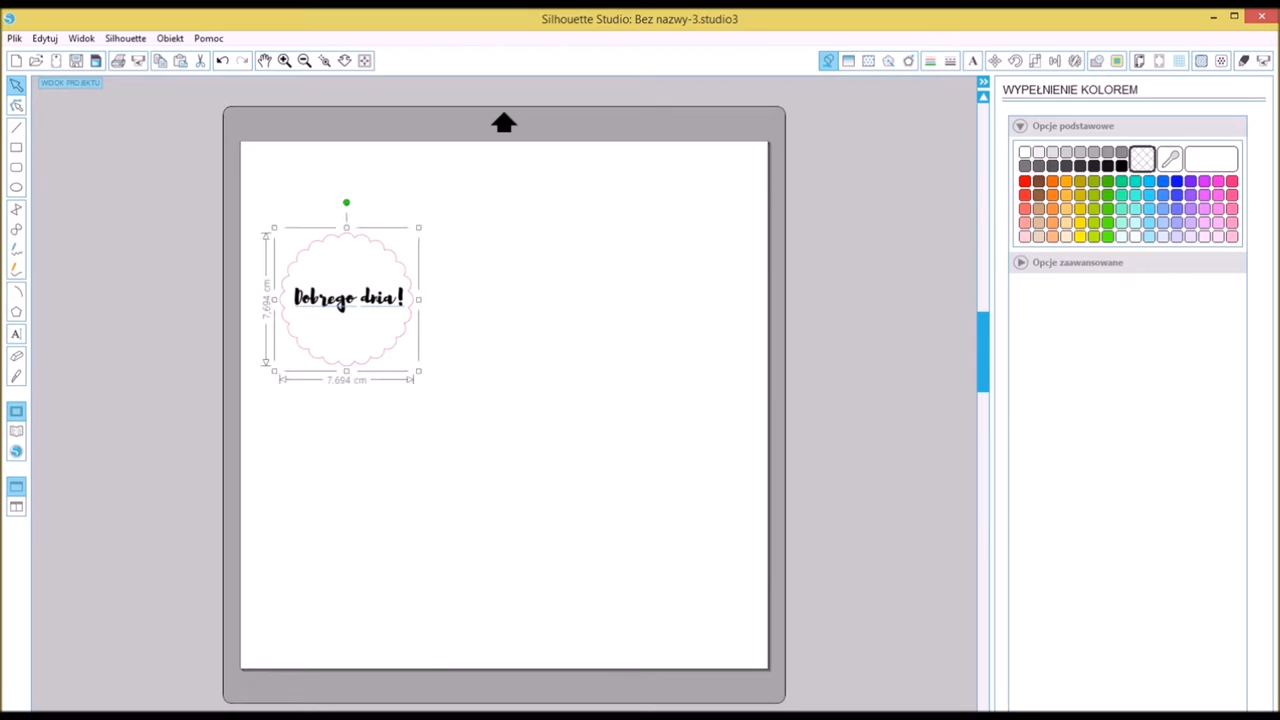 Silhouette Studio: Bez nazwy-3.studio3
Plik Edytuj Widok Silhouette Obiekt Pomoc
WIDOK PROJEKTU
WYPEŁNIENIE KOLOREM
Opcje podstawowe
Opcje zaawansowane
7.694 cm
Dobrego dnia!
7.694 cm